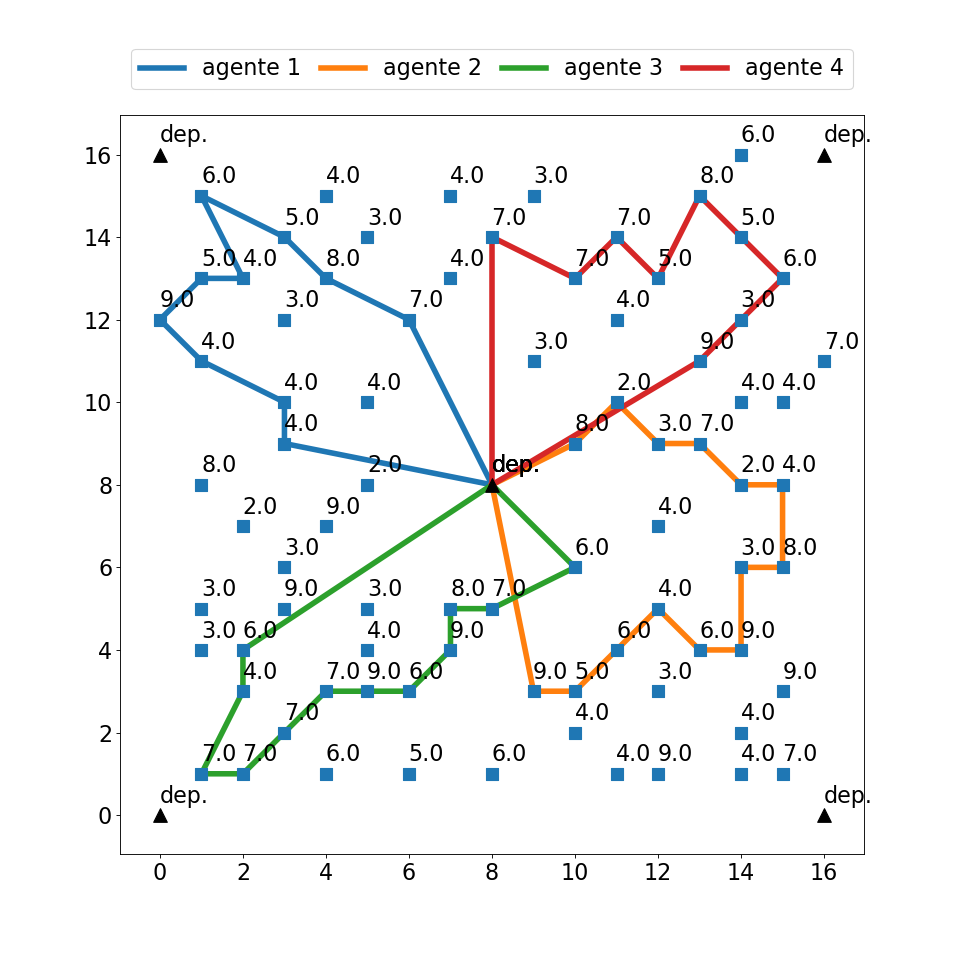 agente 1 agente 2 agente 3 agente 4
dep. 6.0 dep.
16
6.0 4.0 4.0 3.0 8.0
5.0 3.0 7.0 7.0 5.0
14
5.0 4.0 8.0 4.0 7.0 5.0 6.0
9.0 3.0 7.0 4.0 3.0
12
4.0 3.0 9.0 7.0
4.0 4.0 2.0 4.0 4.0
10
4.0 8.0 3.0 7.0
8.0 2.0 dep. dep. 2.0 4.0
8
2.0 9.0 4.0
3.0 6.0 3.0 8.0
6
3.0 9.0 3.0 8.0 7.0 4.0
3.0 6.0 4.0 9.0 6.0 6.0 9.0
4
4.0 7.0 9.0 6.0 9.0 5.0 3.0 9.0
7.0 4.0 4.0
2
7.0 7.0 6.0 5.0 6.0 4.0 9.0 4.0 7.0
dep. dep.
0
0 2 4 6 8 10 12 14 16